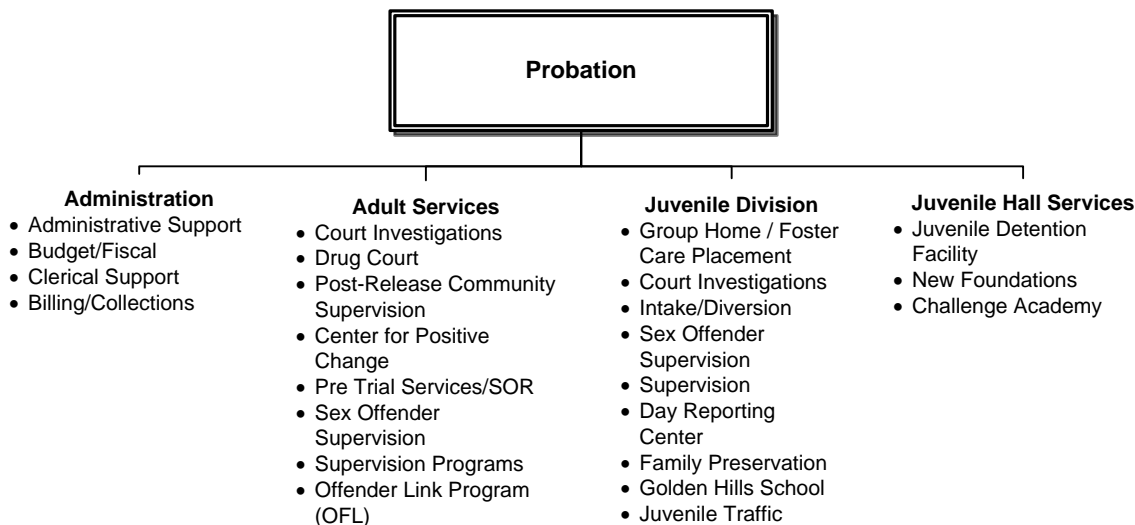 Probation
Administration
• Administrative Support
• Budget/Fiscal
• Clerical Support
• Billing/Collections
Adult Services
• Court Investigations
• Drug Court
• Post-Release Community
Supervision
• Center for Positive
Change
• Pre Trial Services/SOR
• Sex Offender
Supervision
• Supervision Programs
• Offender Link Program
(OFL)
Juvenile Division
• Group Home / Foster
Care Placement
• Court Investigations
• Intake/Diversion
• Sex Offender
Supervision
• Supervision
• Day Reporting
Center
• Family Preservation
• Golden Hills School
• Juvenile Traffic
Juvenile Hall Services
• Juvenile Detention
Facility
• New Foundations
• Challenge Academy